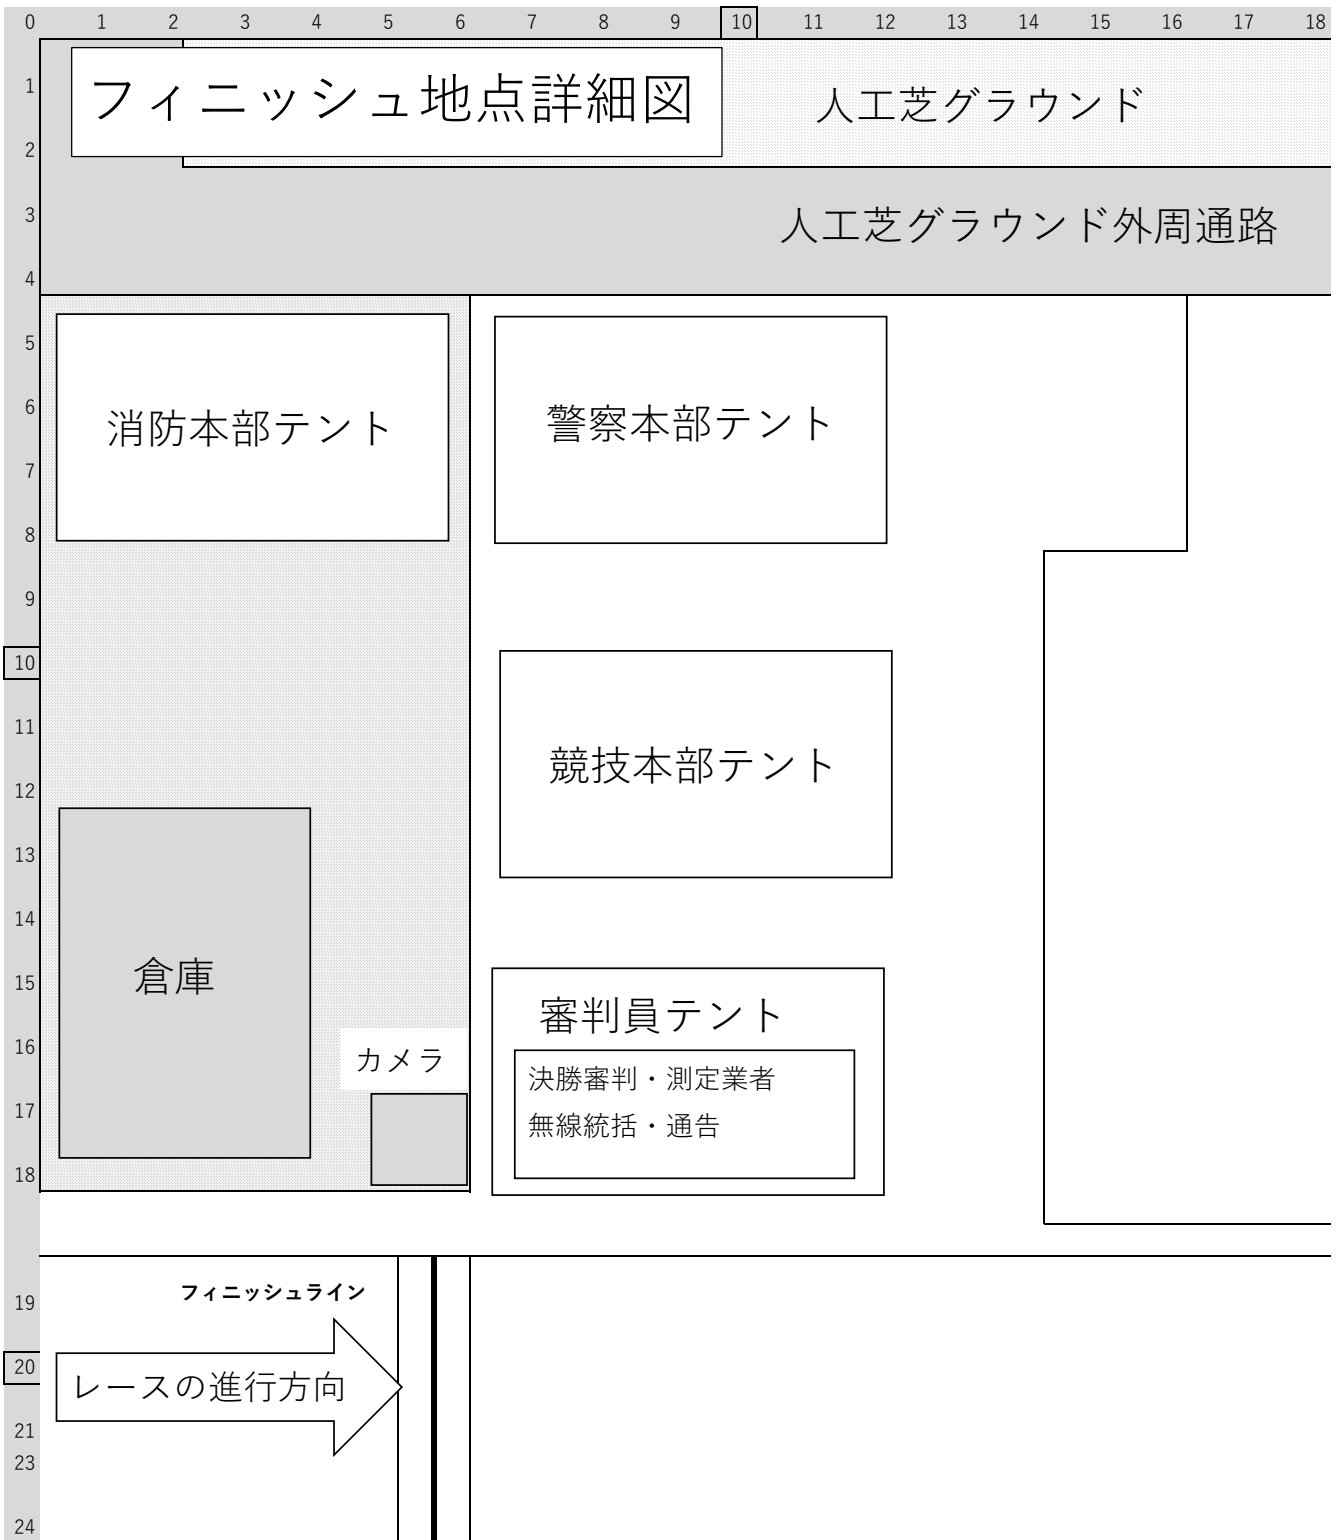 0 1 2 3 4 5 6 7 8 9 10 11 12 13 14 15 16 17 18
1
フィニッシュ地点詳細図
人工芝グラウンド
2
3
人工芝グラウンド外周通路
4
5
6
消防本部テント
警察本部テント
7
8
9
10
11
12
競技本部テント
13
14
15
倉庫
審判員テント
16
カメラ
決勝審判・測定業者
17
無線統括・通告
18
フィニッシュライン
19
20
レースの進行方向
21
23
24